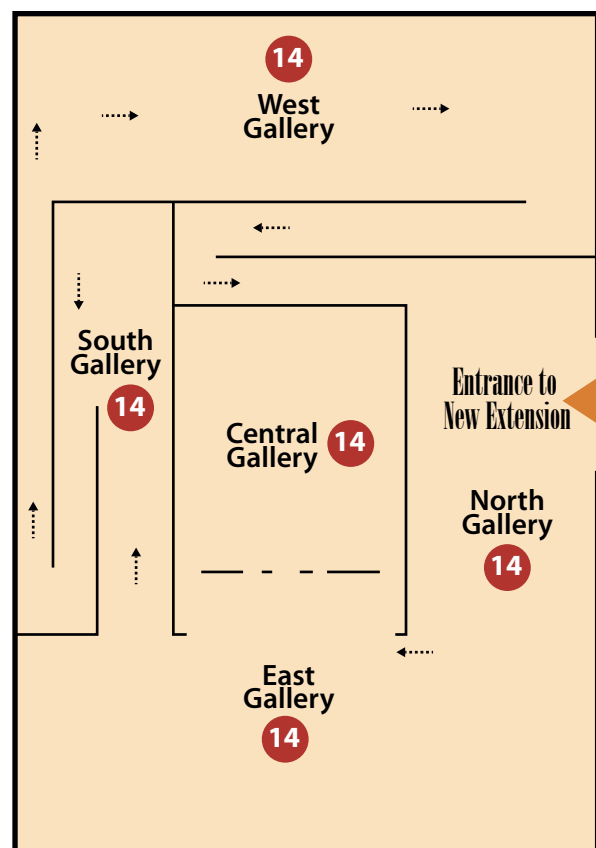 14
West
Gallery
South
Gallery
14
Central
Gallery
14
Entrance to
New Extension
North
Gallery
14
East
Gallery
14